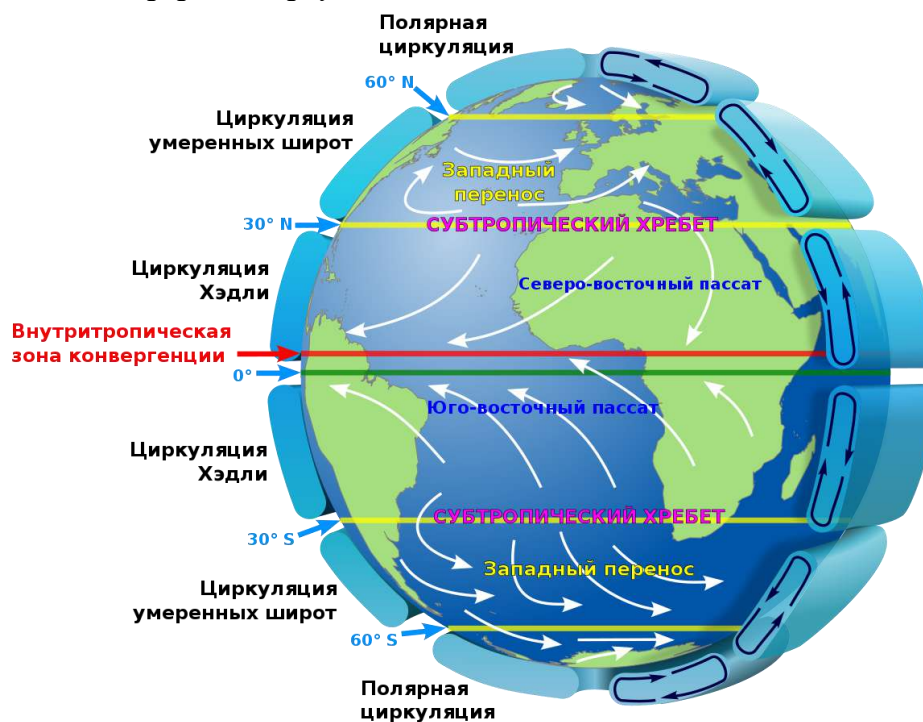 Полярная
циркуляция
60° N
Циркуляция
умеренных широт
Западный
перенос
30° N
СУБТРОПИЧЕСКИЙ ХРЕБЕТ
Циркуляция
Хэдли
Северо-восточный пассат
Внутритропическая
зона конвергенции
0°
Юго-восточный пассат
Циркуляция
Хэдли
СУБТРОПИЧЕСКИЙ ХРЕБЕТ
30° S
Западный перенос
Циркуляция
умеренных широт
60° S
Полярная
циркуляция